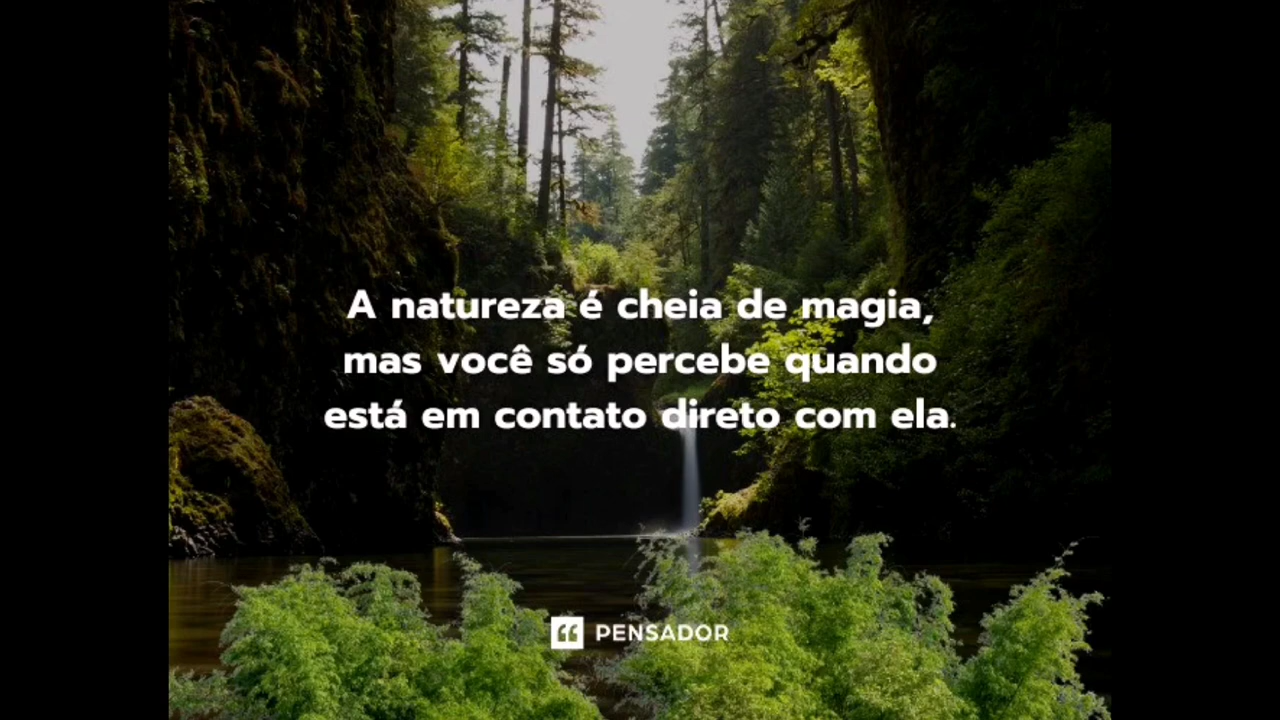 A natureza é cheia de magia,
mas você só percebe quando
está em contato direto com ela.
PENSADOR